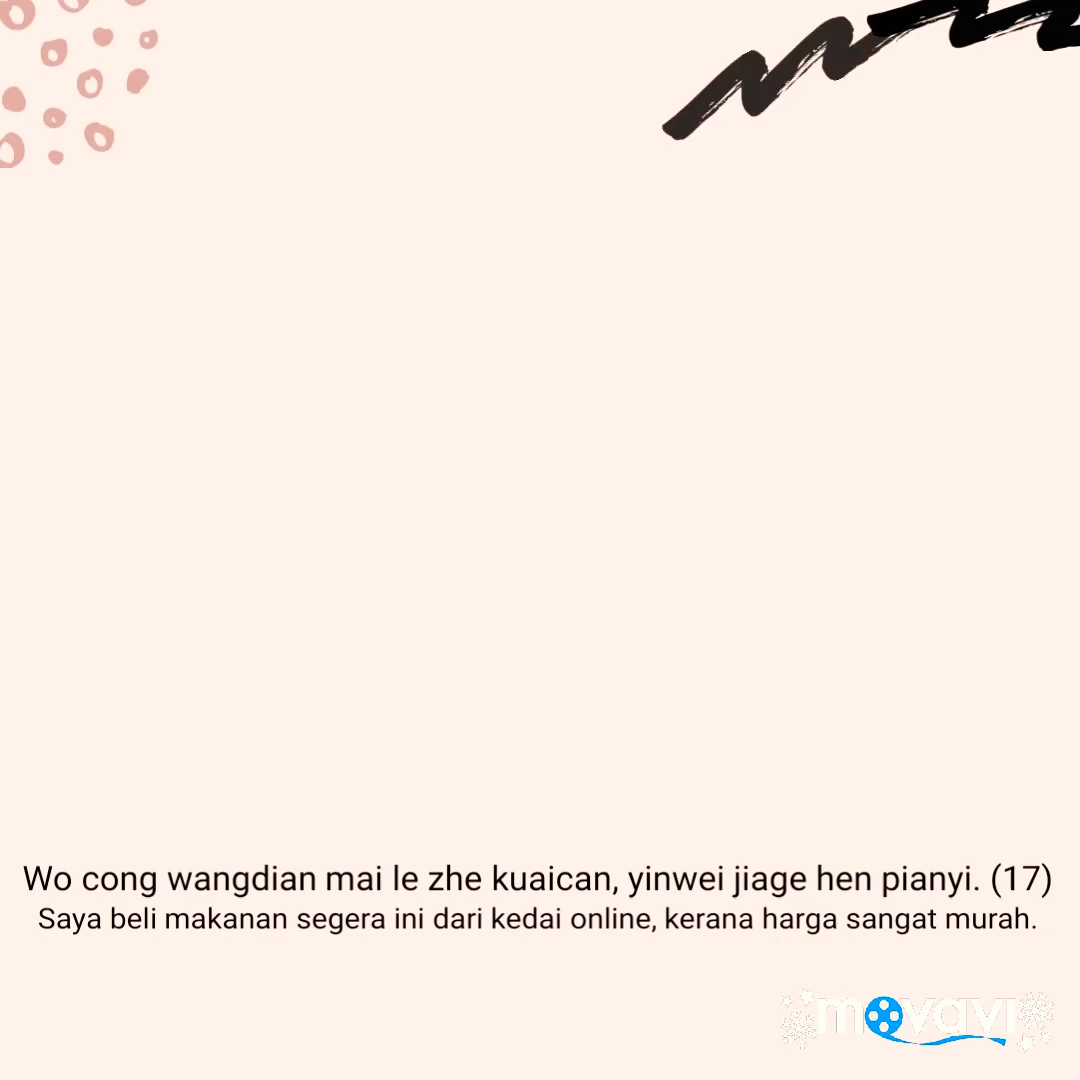 Wo cong wangdian mai le zhe kuaican, yinwei jiage hen pianyi. (17)
Saya beli makanan segera ini dari kedai online, kerana harga sangat murah.
movavi